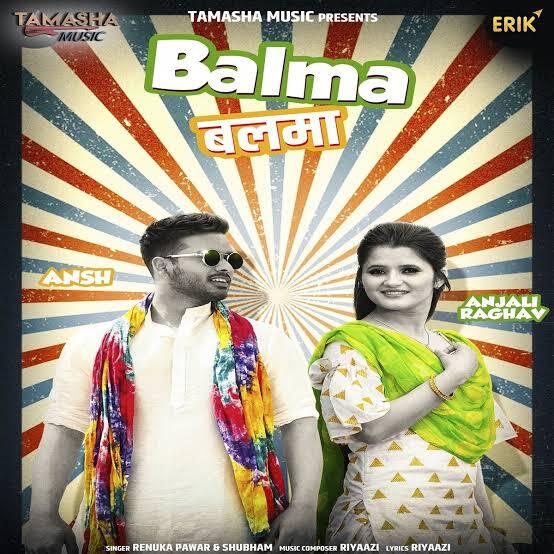 TAMASHA MUSIC PRESENTS
TAMASHA
MUSIC
ERIK
Balma
बलमा
ANSH
ANJALI
RAGHAV
SINGER RENUKA PAWAR & SHUBHAM MUSIC COMPOSER RIYAAZI LYRICS RIYAAZI